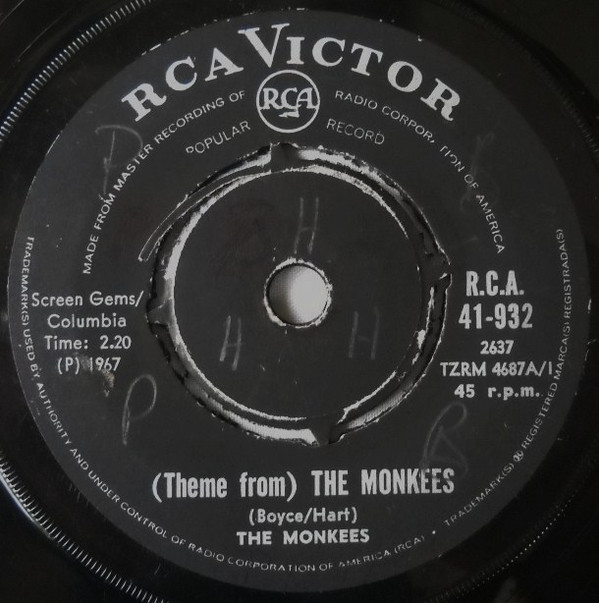 RCA VICTOR
RCA
MADE FROM MASTER RECORDING OF RADIO CORPOR TION OF AMERICA
POPULAR RECORD
Screen Gems/
Columbia
Time: 2.20
(P) 1967
R.C.A.
41-932
2637
TZRM 4687A/1
45 r.p.m.
H
H
H
P
P
R
(Theme from) THE MONKEES
(Boyce/Hart)
THE MONKEES
TRADEMARK(S) USED BY AUTHORITY AND UNDER CONTROL OF RADIO CORPORATION OF AMERICA (RCA) • TRADEMARK(S) ® REGISTERED MARCA(S) REGISTRADA(S)